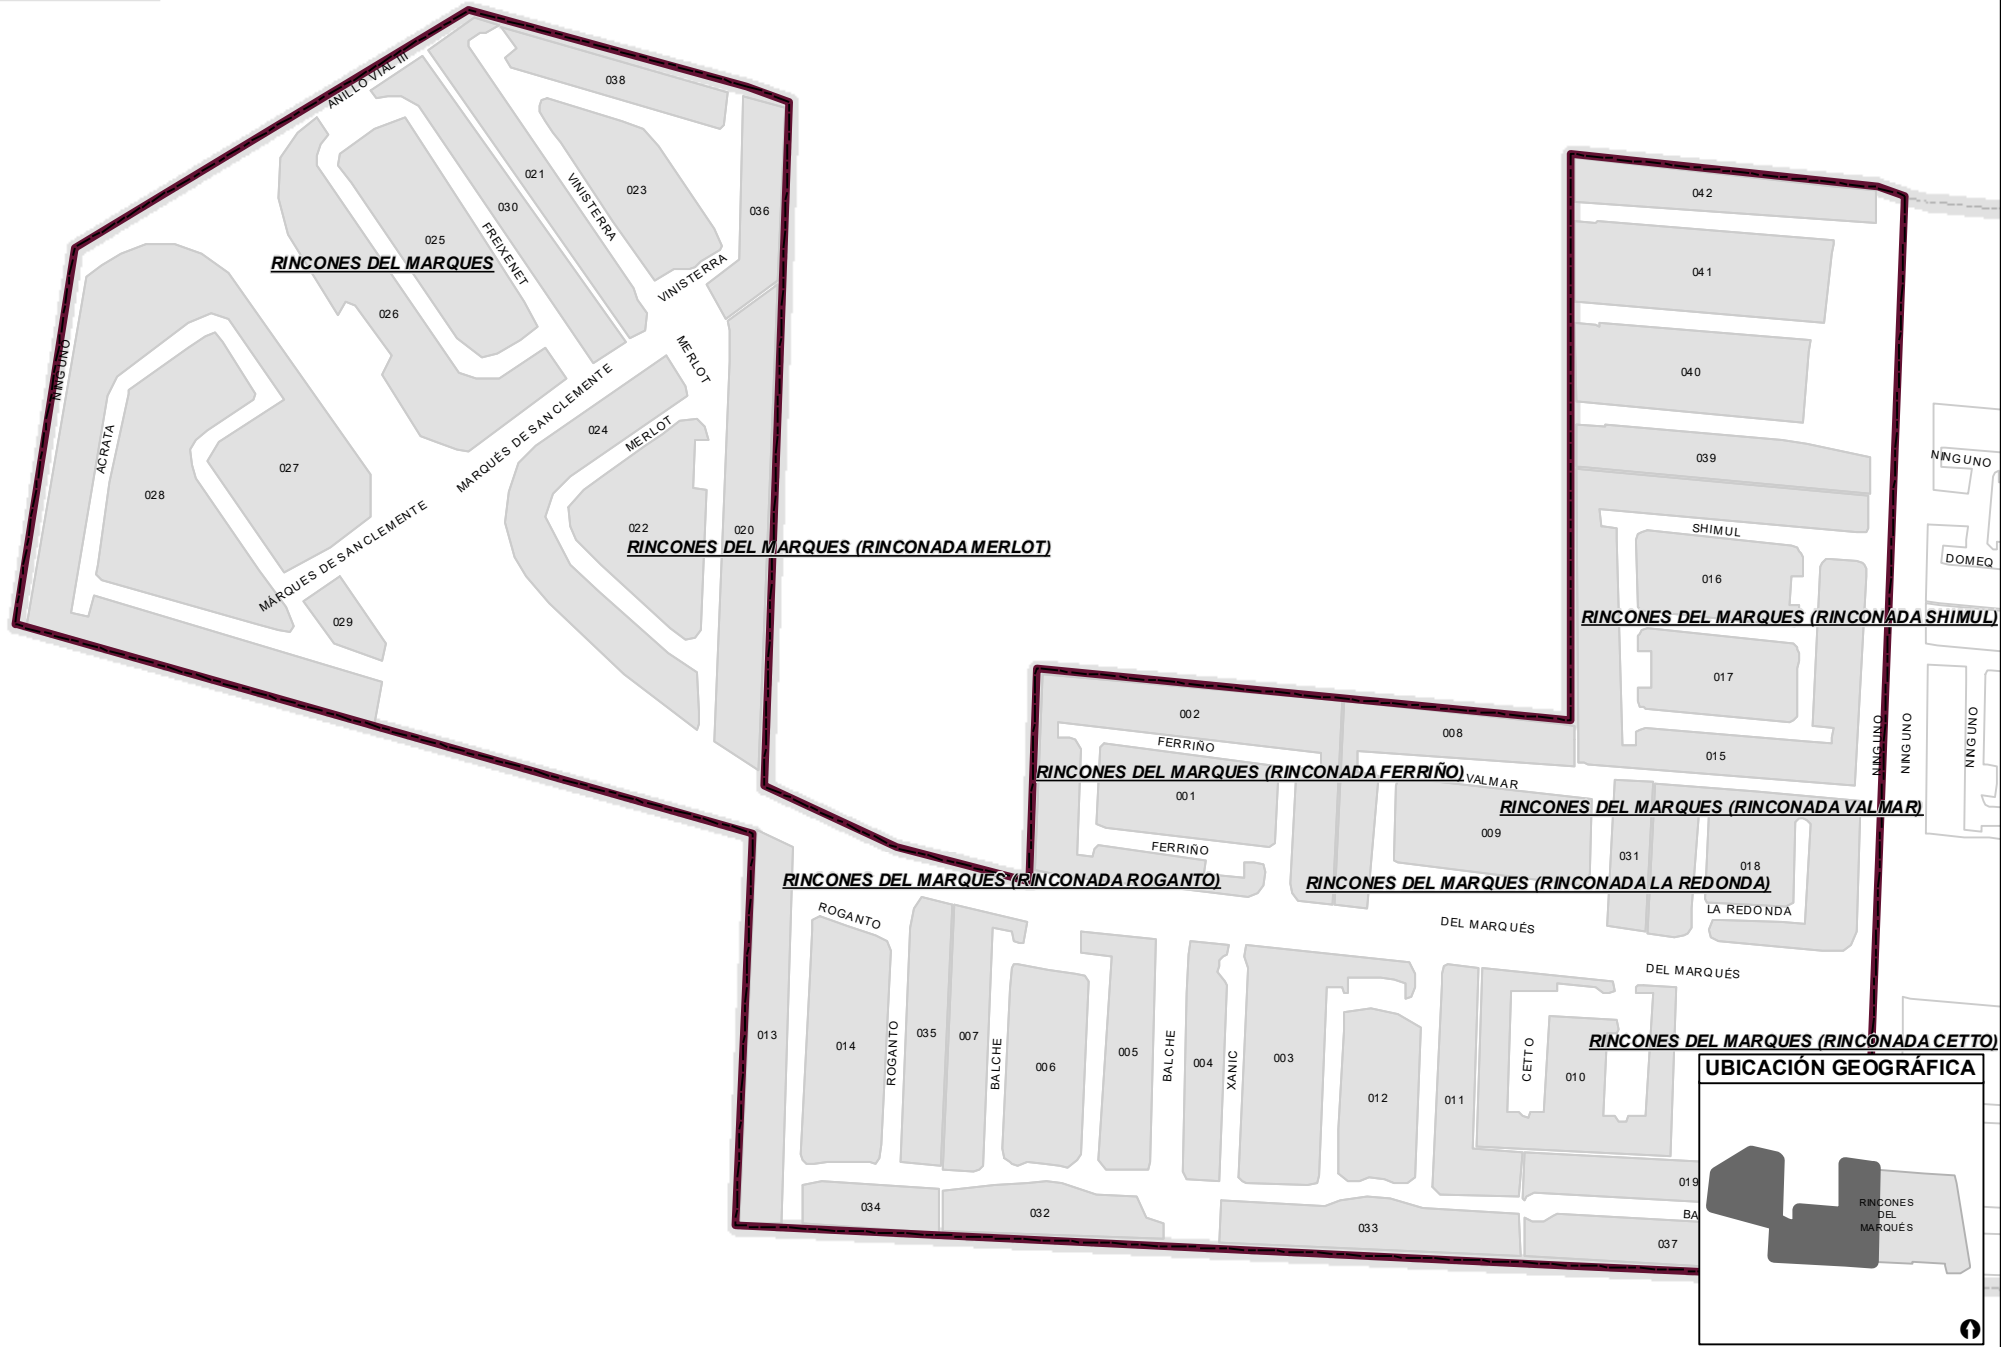 ANILLO VIAL III
038
042
021
023
VINISTERRA
030
036
025
FREIXENET
RINCONES DEL MARQUES
VINISTERRA
041
026
NINGUNO
MERLOT
040
MARQUÉS DE SAN CLEMENTE
024
MERLOT
ACRATA
027
039
NINGUNO
028
022
020
SHIMUL
RINCONES DEL MARQUES (RINCONADA MERLOT)
DOMEQ
MÁRQUES DE SAN CLEMENTE
016
029
RINCONES DEL MARQUES (RINCONADA SHIMUL)
017
002
008
FERRIÑO
NINGUNO
NINGUNO
NINGUNO
015
RINCONES DEL MARQUES (RINCONADA FERRIÑO)
VALMAR
001
RINCONES DEL MARQUES (RINCONADA VALMAR)
009
FERRIÑO
031
018
RINCONES DEL MARQUES (RINCONADA ROGANTO)
RINCONES DEL MARQUES (RINCONADA LA REDONDA)
ROGANTO
LA REDONDA
DEL MARQUÉS
DEL MARQUÉS
013
014
ROGANTO
035
007
BALCHE
006
005
BALCHE
004
XANIC
003
012
011
CETTO
010
RINCONES DEL MARQUES (RINCONADA CETTO)
UBICACIÓN GEOGRÁFICA
019
034
032
033
BA
037
RINCONES
DEL
MARQUÉS